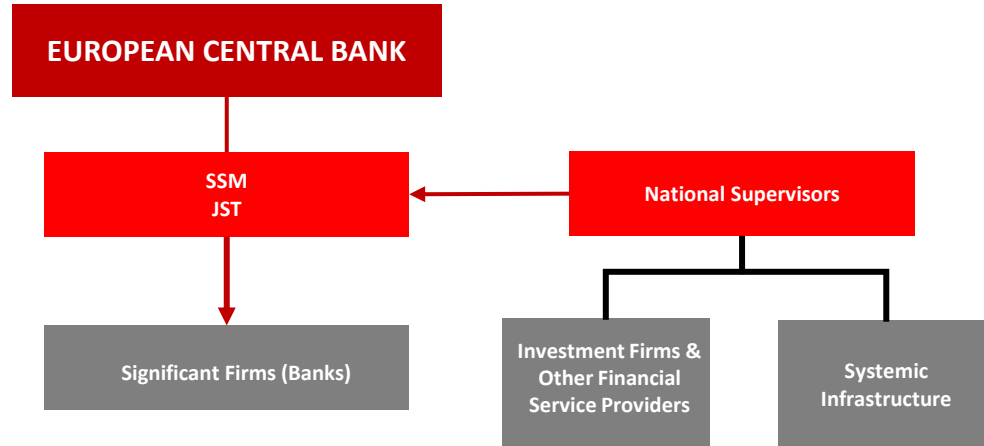 EUROPEAN CENTRAL BANK
SSM
JST
National Supervisors
Significant Firms (Banks)
Investment Firms &
Other Financial
Service Providers
Systemic
Infrastructure